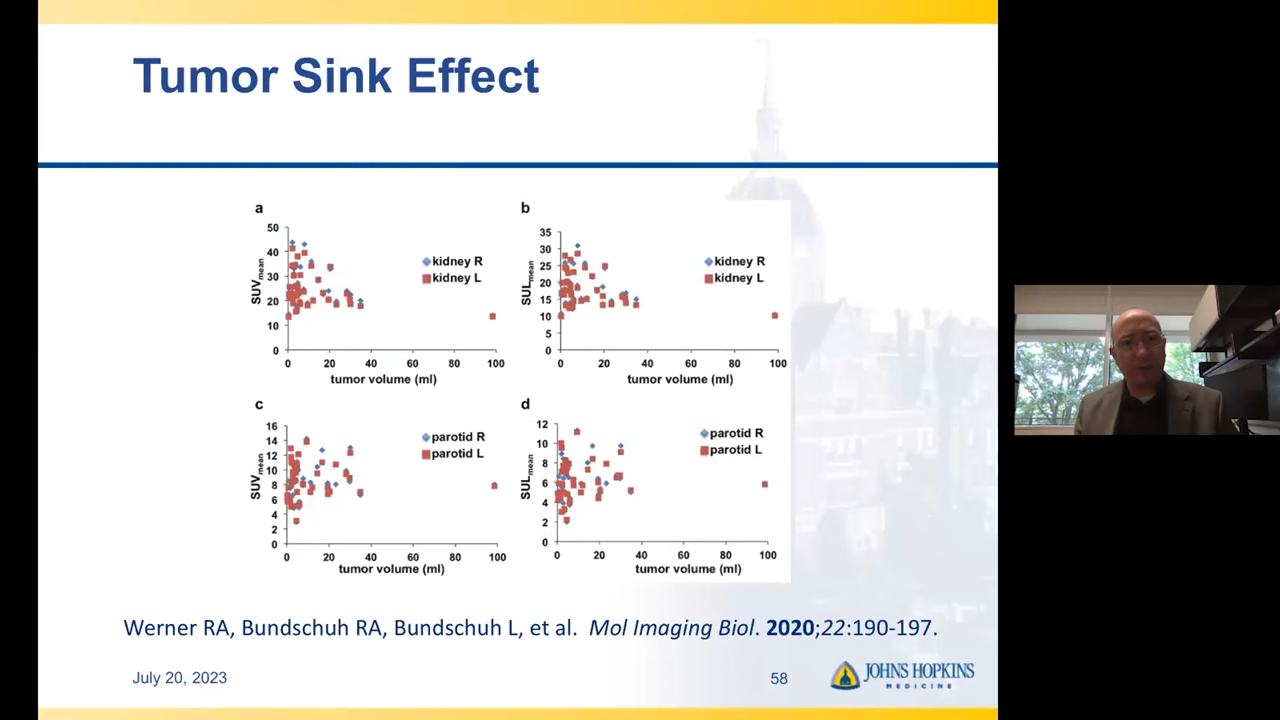 Tumor Sink Effect
a
50
40
30
20
10
0
SUVmean
kidney R
kidney L
0 20 40 60 80 100
tumor volume (ml)
b
35
30
25
20
15
10
5
0
SULmean
kidney R
kidney L
0 20 40 60 80 100
tumor volume (ml)
c
16
14
12
10
8
6
4
2
0
SUVmean
parotid R
parotid L
0 20 40 60 80 100
tumor volume (ml)
d
12
10
8
6
4
2
0
SULmean
parotid R
parotid L
0 20 40 60 80 100
tumor volume (ml)
Werner RA, Bundschuh RA, Bundschuh L, et al. Mol Imaging Biol. 2020;22:190-197.
July 20, 2023
58
JOHNS HOPKINS
MEDICINE